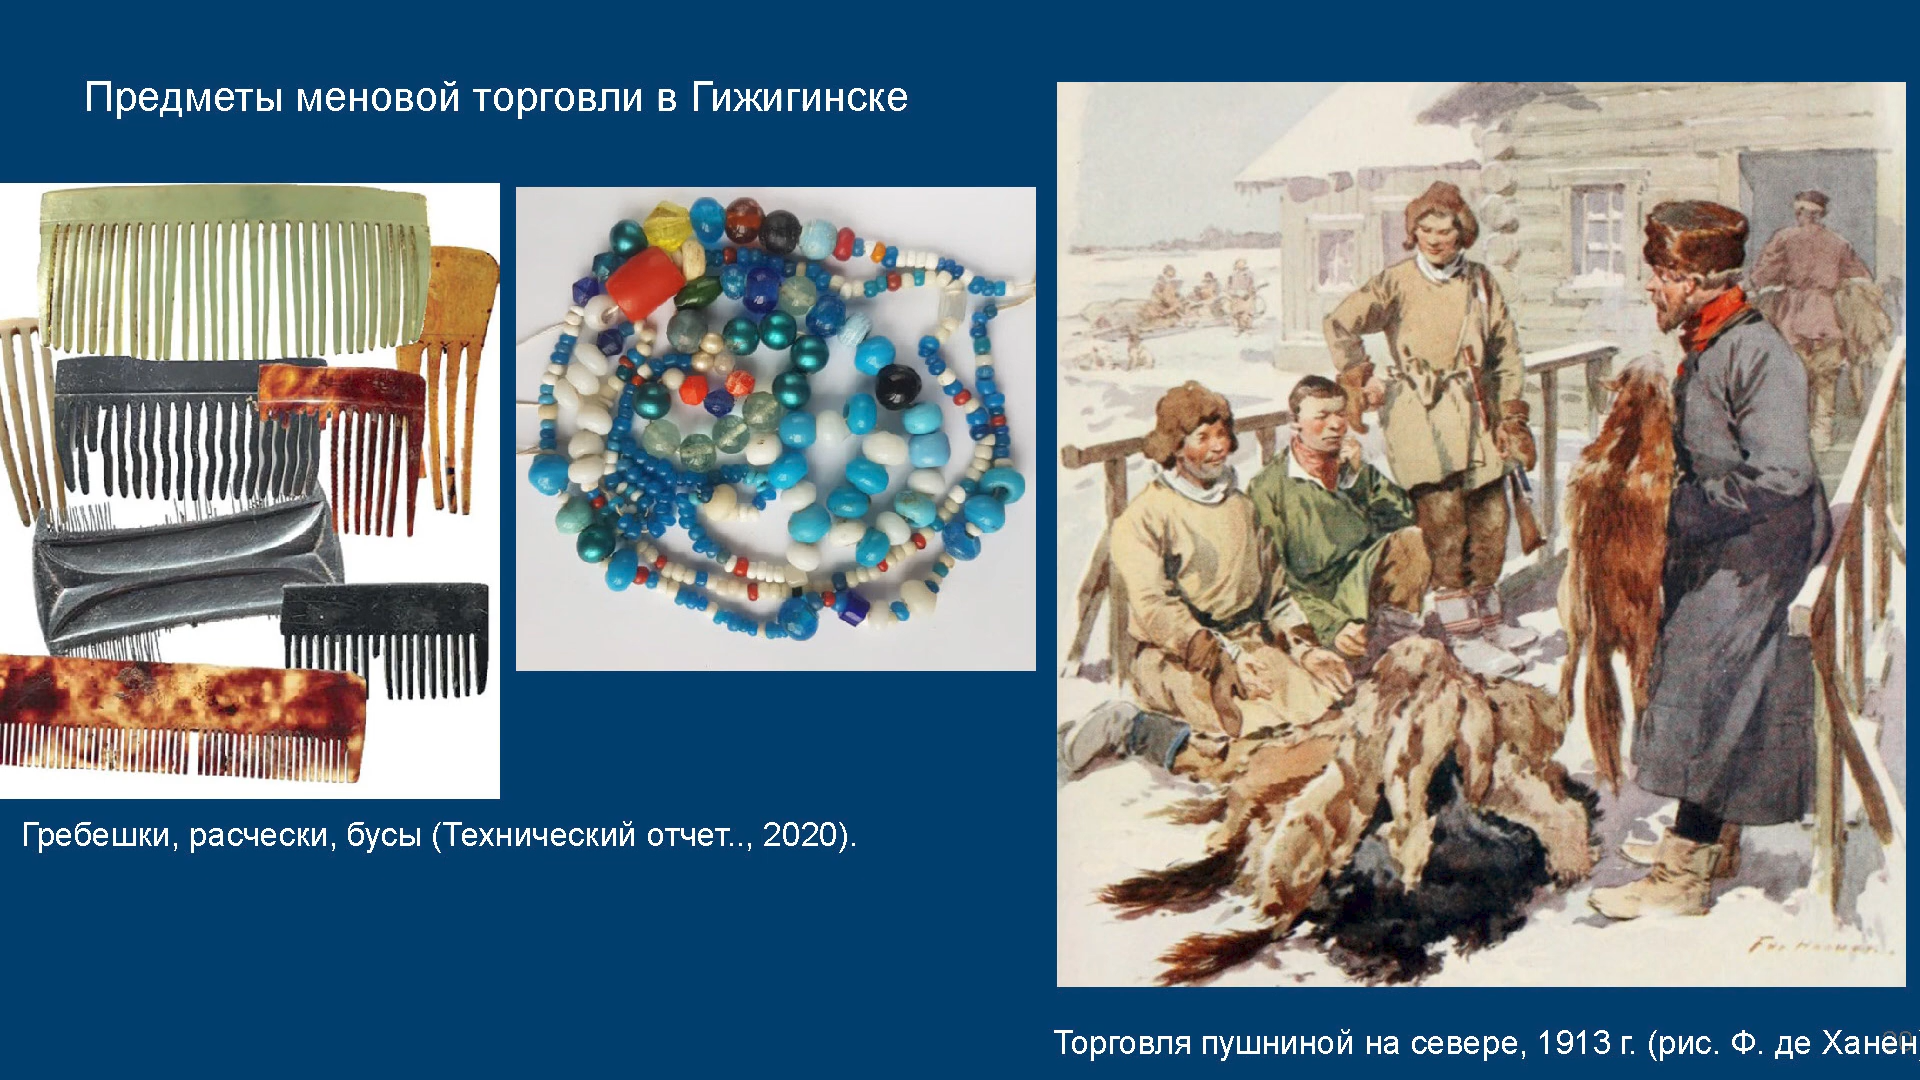 Предметы меновой торговли в Гижигинске
Гребешки, расчески, бусы (Технический отчет.., 2020).
Торговля пушниной на севере, 1913 г. (рис. Ф. де Ханен)